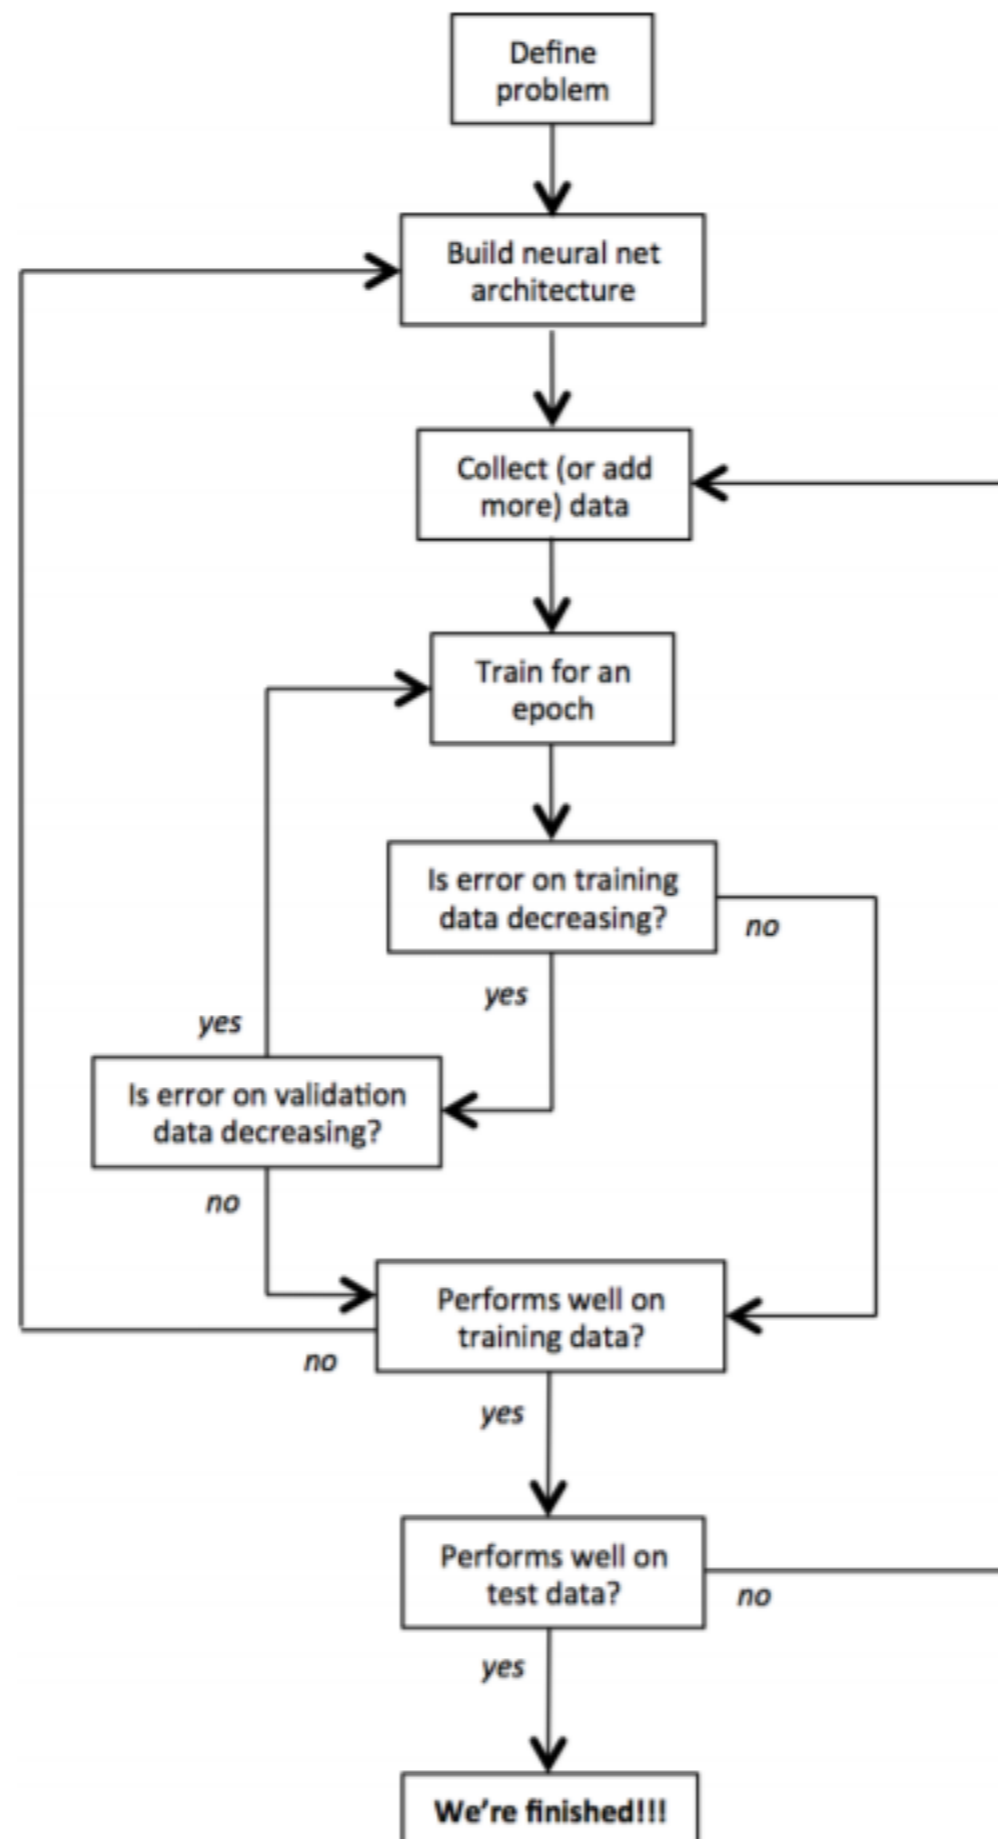 Define
problem
Build neural net
architecture
Collect (or add
more) data
Train for an
epoch
Is error on training
data decreasing?
no
yes
yes
Is error on validation
data decreasing?
no
Performs well on
training data?
no
yes
Performs well on
test data?
no
yes
We're finished!!!